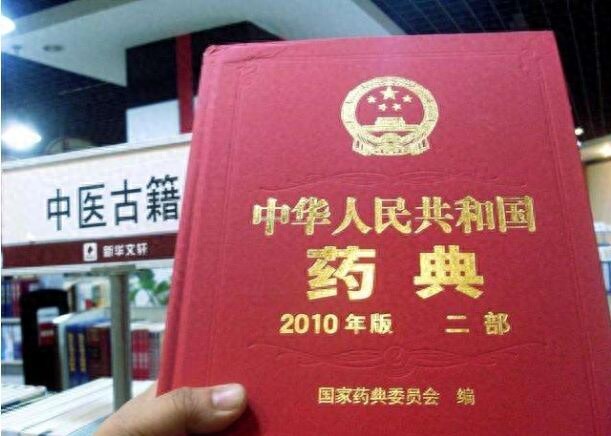 中医古籍
新华文轩
中华人民共和国
药典
2010年版 二部
国家药典委员会 编